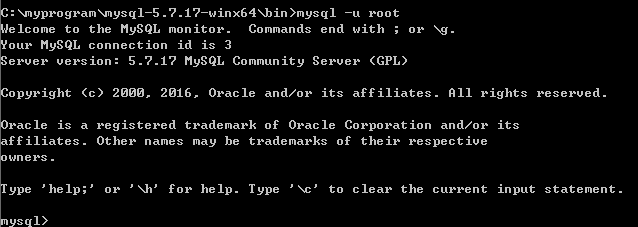 C:\myprogram\mysql-5.7.17-winx64\bin>mysql -u root
Welcome to the MySQL monitor.  Commands end with ; or \g.
Your MySQL connection id is 3
Server version: 5.7.17 MySQL Community Server (GPL)
Copyright (c) 2000, 2016, Oracle and/or its affiliates. All rights reserved.
Oracle is a registered trademark of Oracle Corporation and/or its
affiliates. Other names may be trademarks of their respective
owners.
Type 'help;' or '\h' for help. Type '\c' to clear the current input statement.
mysql>